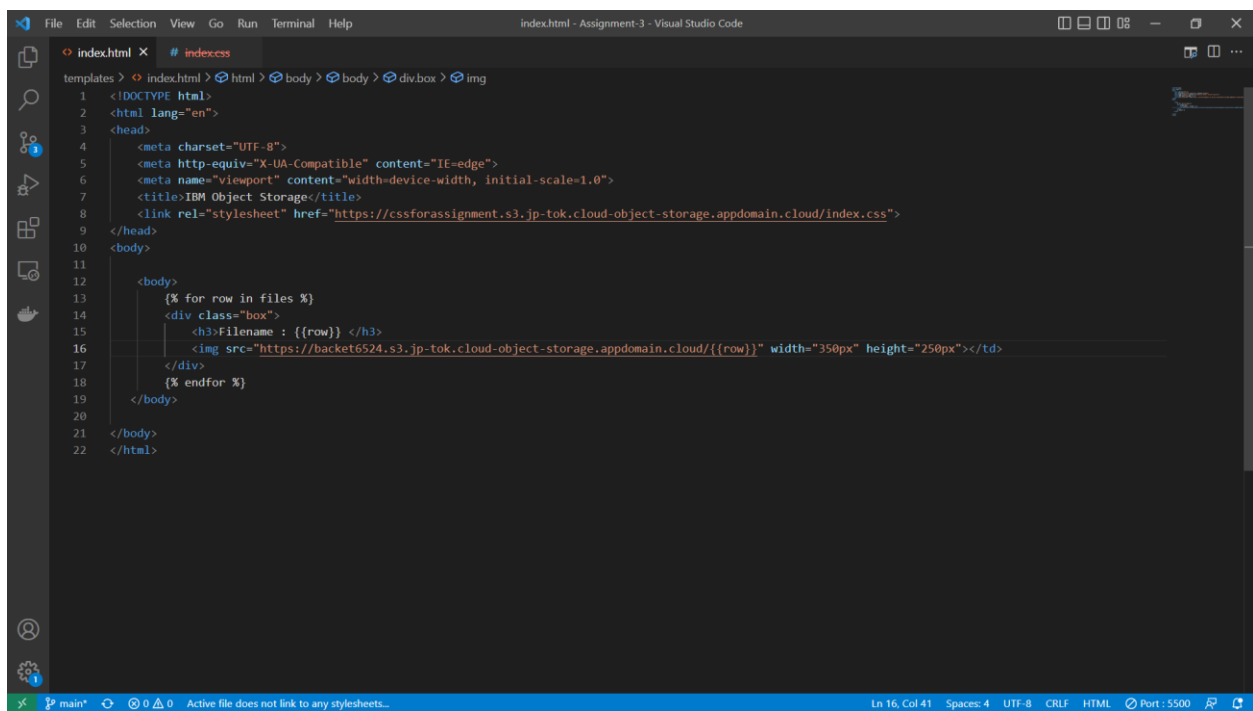 File Edit Selection View Go Run Terminal Help index.html - Assignment-3 - Visual Studio Code
index.html # index.css
templates > index.html > html > body > body > div.box > img
1 <!DOCTYPE html>
2 <html lang="en">
3 <head>
4 <meta charset="UTF-8">
5 <meta http-equiv="X-UA-Compatible" content="IE=edge">
6 <meta name="viewport" content="width=device-width, initial-scale=1.0">
7 <title>IBM Object Storage</title>
8 <link rel="stylesheet" href="https://cssforassignment.s3.jp-tok.cloud-object-storage.appdomain.cloud/index.css">
9 </head>
10 <body>
11
12 <body>
13 {% for row in files %}
14 <div class="box">
15 <h3>Filename : {{row}} </h3>
16 <img src="https://backet6524.s3.jp-tok.cloud-object-storage.appdomain.cloud/{{row}}" width="350px" height="250px"></td>
17 </div>
18 {% endfor %}
19 </body>
20
21 </body>
22 </html>
3
1
main* 0 0 Active file does not link to any stylesheets... Ln 16, Col 41 Spaces: 4 UTF-8 CRLF HTML Port : 5500